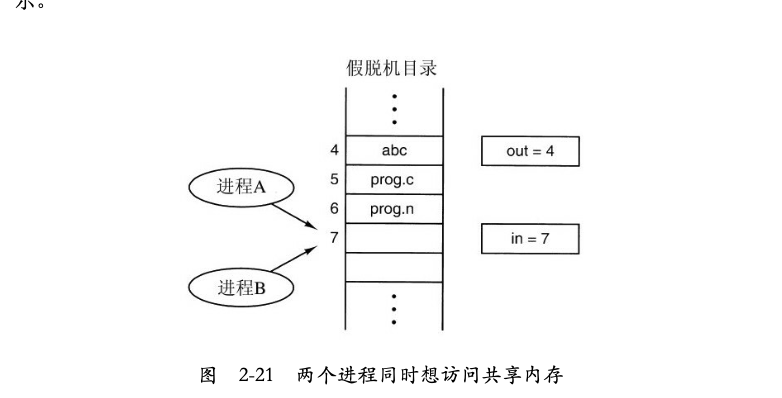 示。
假脱机目录
4 abc out = 4
5 prog.c
进程A
6 prog.n
7 in = 7
进程B
图 2-21 两个进程同时想访问共享内存